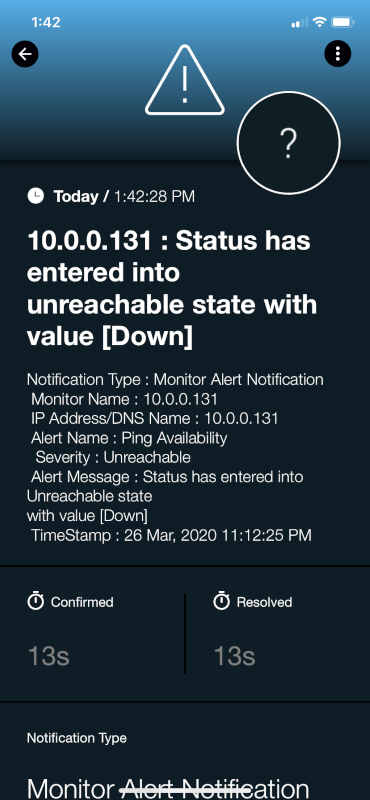 1:42
?
Today / 1:42:28 PM
10.0.0.131 : Status has
entered into
unreachable state with
value [Down]
Notification Type : Monitor Alert Notification
Monitor Name : 10.0.0.131
IP Address/DNS Name : 10.0.0.131
Alert Name : Ping Availability
Severity : Unreachable
Alert Message : Status has entered into
Unreachable state
with value [Down]
TimeStamp : 26 Mar, 2020 11:12:25 PM
Confirmed
Resolved
13s
13s
Notification Type
Monitor Alert Notification